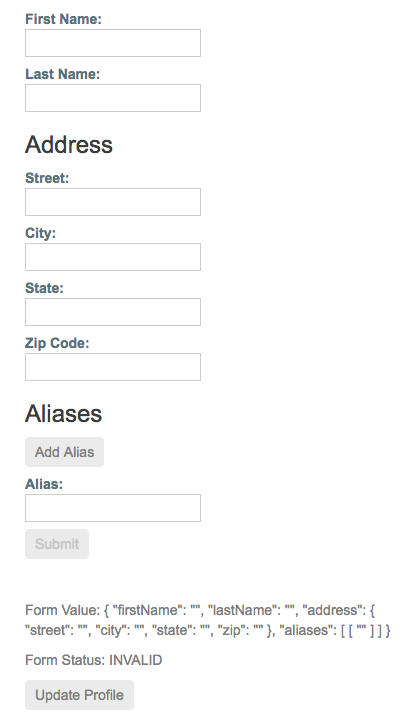 First Name:
Last Name:
Address
Street:
City:
State:
Zip Code:
Aliases
Add Alias
Alias:
Submit
Form Value: { "firstName": "", "lastName": "", "address": {
"street": "", "city": "", "state": "", "zip": "" }, "aliases": [ [ "" ] ] }
Form Status: INVALID
Update Profile